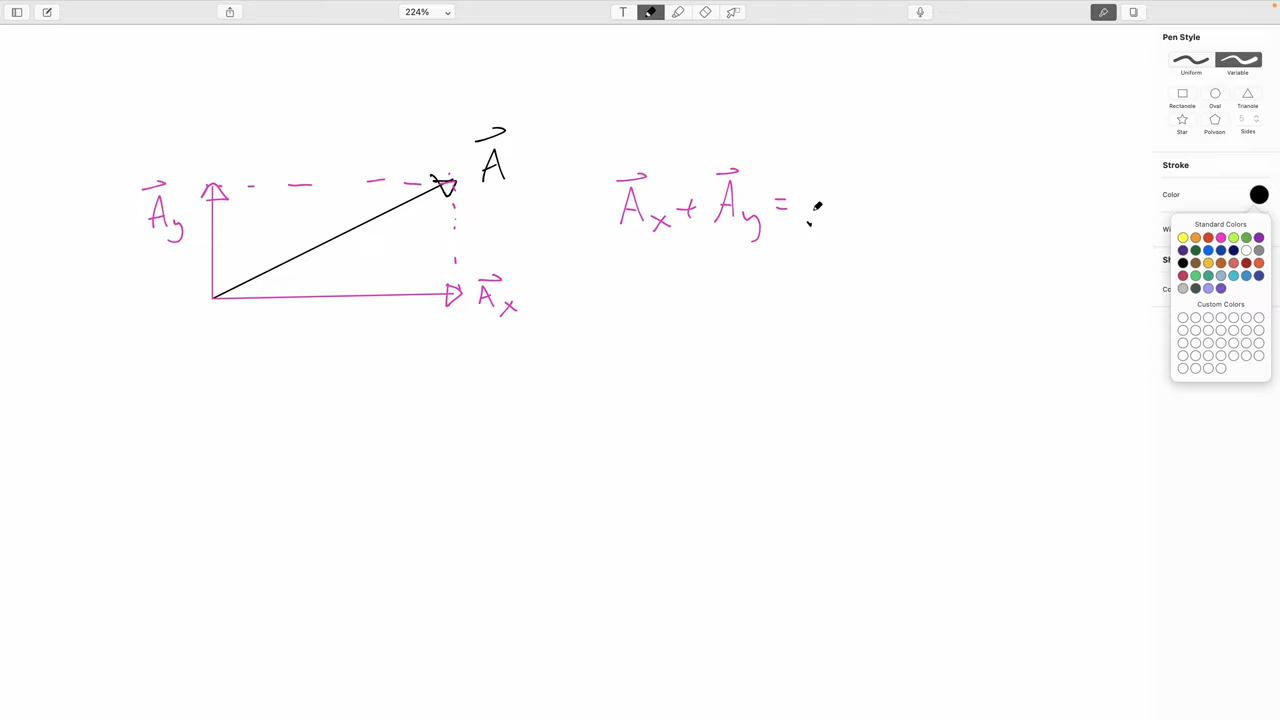 224%
T
Pen Style
Uniform
Variable
Rectangle
Oval
Triangle
Star
Polygon
5
Sides
Stroke
Color
Standard Colors
Custom Colors
A⃗
A⃗y
A⃗x
A⃗x + A⃗y =